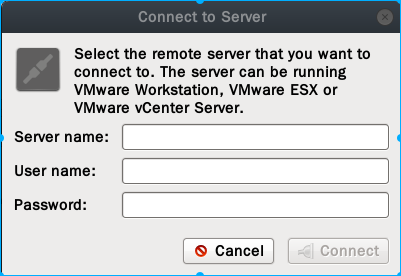 Connect to Server
Select the remote server that you want to
connect to. The server can be running
VMware Workstation, VMware ESX or
VMware vCenter Server.
Server name:
User name:
Password:
Cancel
Connect